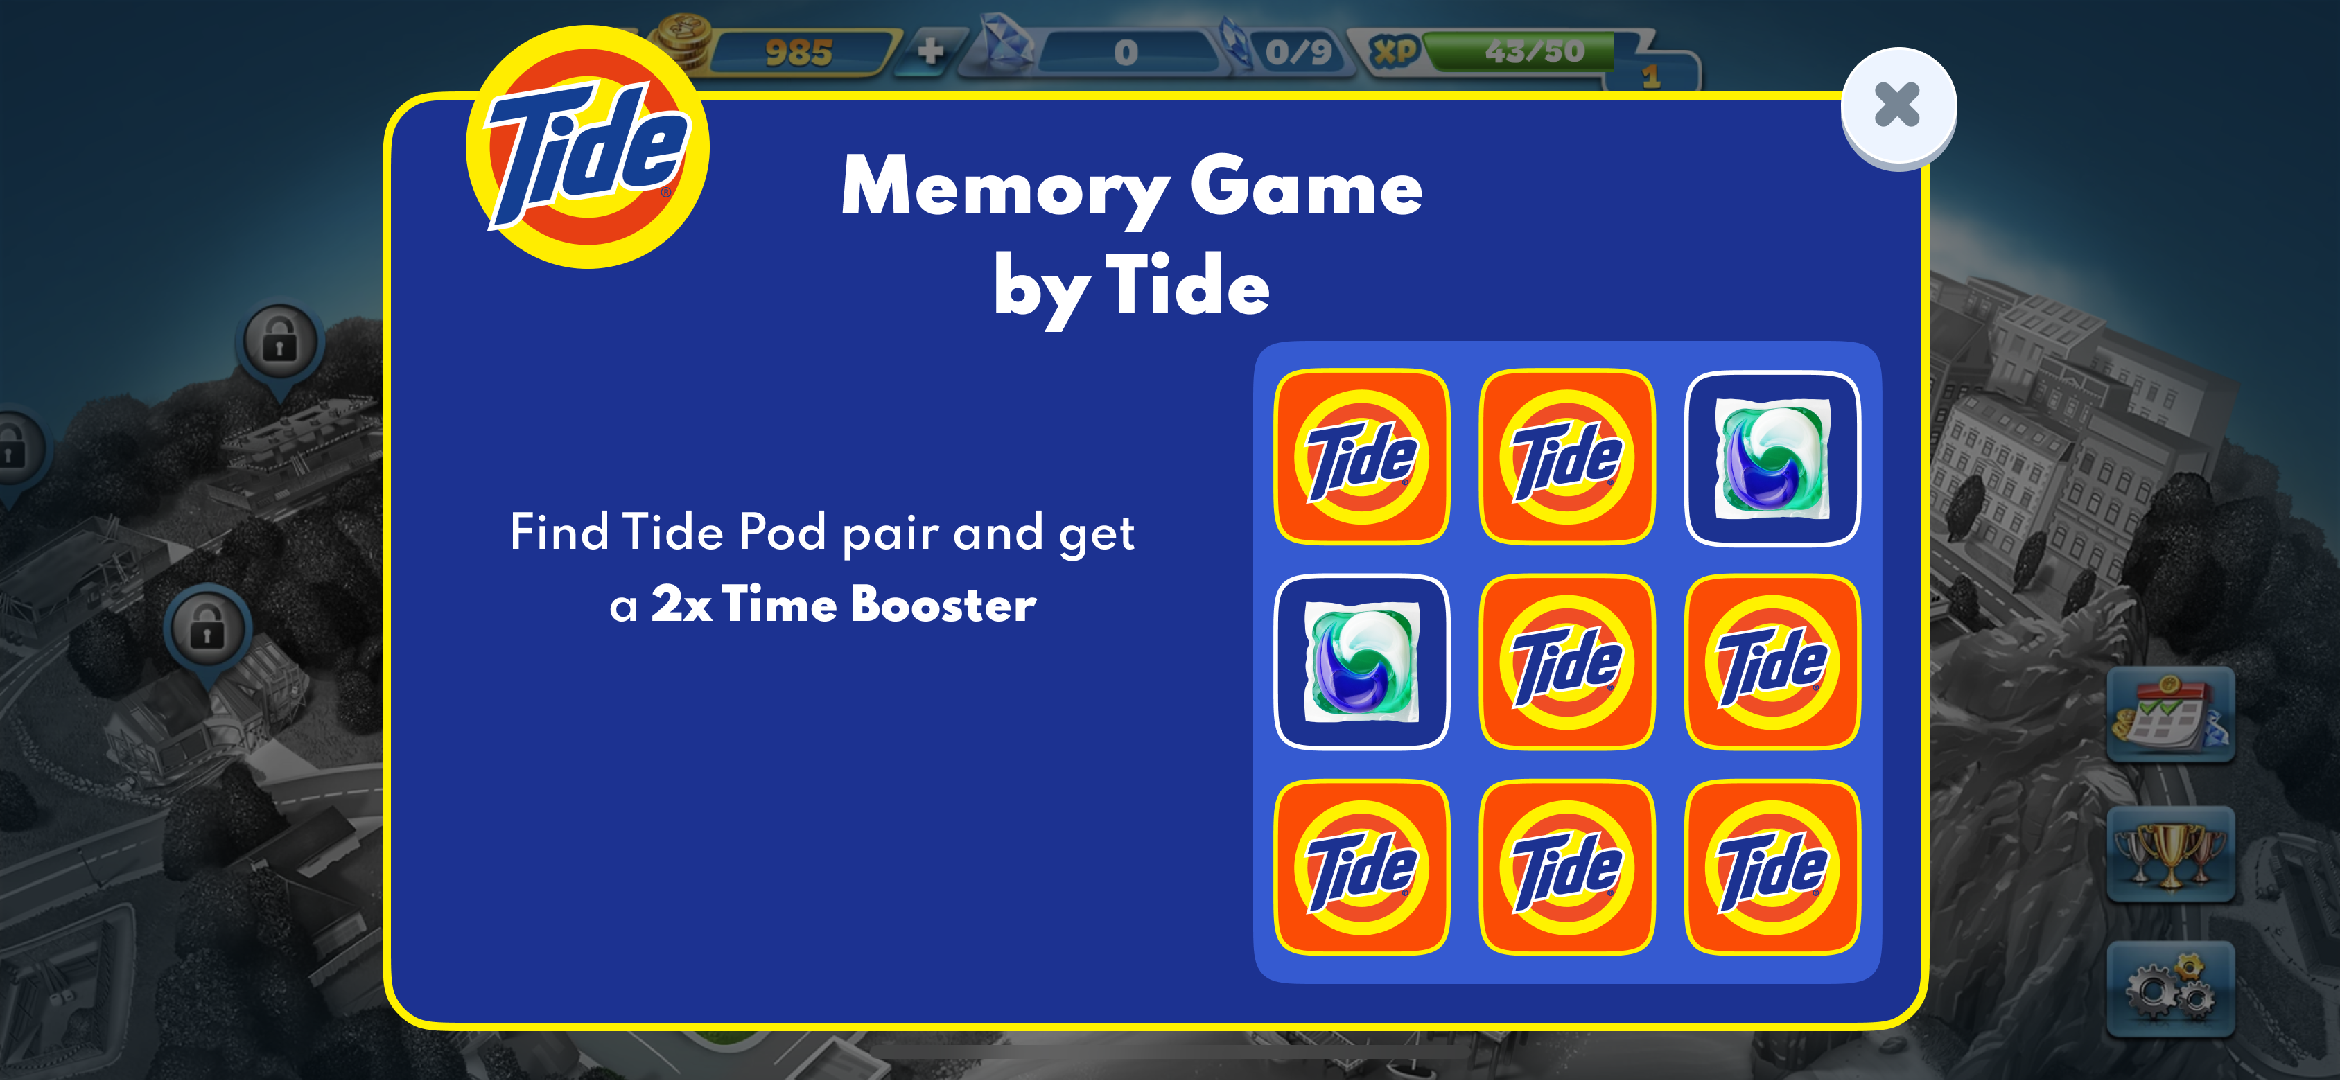 985
+
0
0/9
XP
43/50
1
Tide
®
Memory Game
by Tide
Find Tide Pod pair and get
a 2x Time Booster
Tide
Tide
Tide
Tide
Tide
Tide
Tide